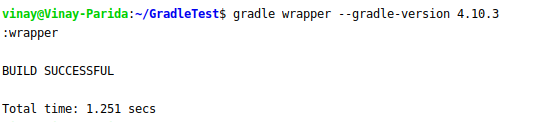 vinay@Vinay-Parida:~/GradleTest$ gradle wrapper --gradle-version 4.10.3
:wrapper
BUILD SUCCESSFUL
Total time: 1.251 secs